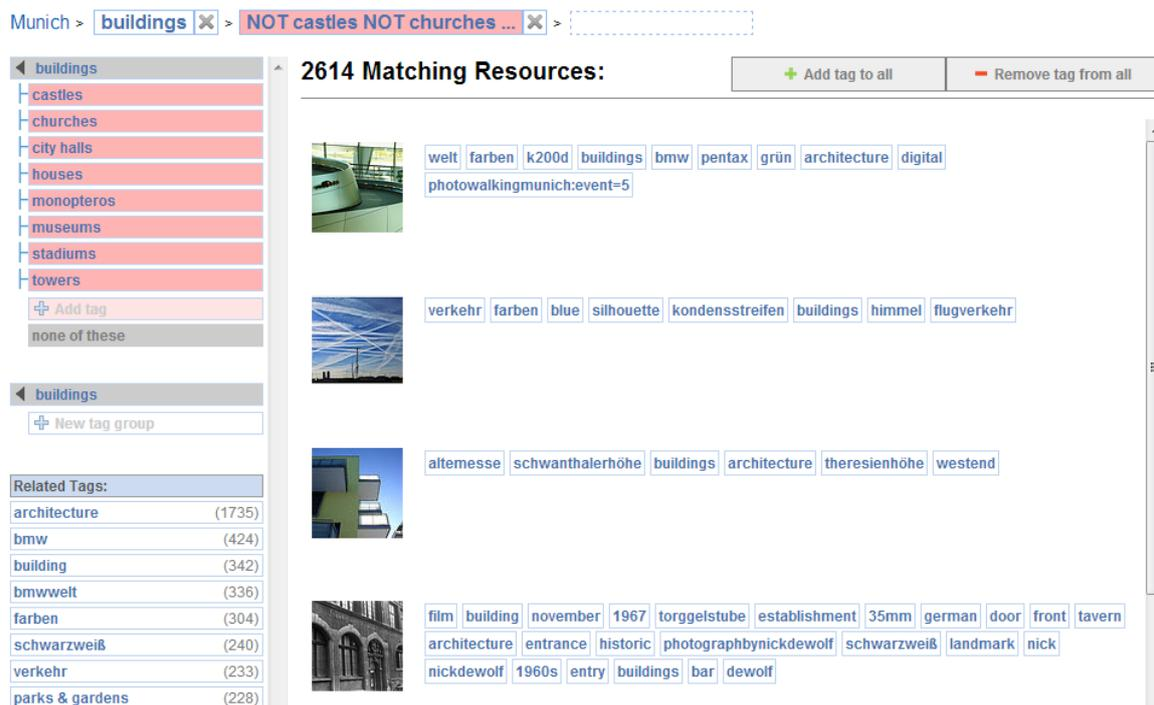 Munich > buildings > NOT castles NOT churches ... >
buildings
castles
churches
city halls
houses
monopteros
museums
stadiums
towers
Add tag
none of these
buildings
New tag group
Related Tags:
architecture (1735)
bmw (424)
building (342)
bmwwelt (336)
farben (304)
schwarzweiß (240)
verkehr (233)
parks & gardens (228)
2614 Matching Resources:
Add tag to all
Remove tag from all
welt farben k200d buildings bmw pentax grün architecture digital
photowalkingmunich:event=5
verkehr farben blue silhouette kondensstreifen buildings himmel flugverkehr
altemesse schwanthalerhöhe buildings architecture theresienhöhe westend
film building november 1967 torggelstube establishment 35mm german door front tavern
architecture entrance historic photographbynickdewolf schwarzweiß landmark nick
nickdewolf 1960s entry buildings bar dewolf